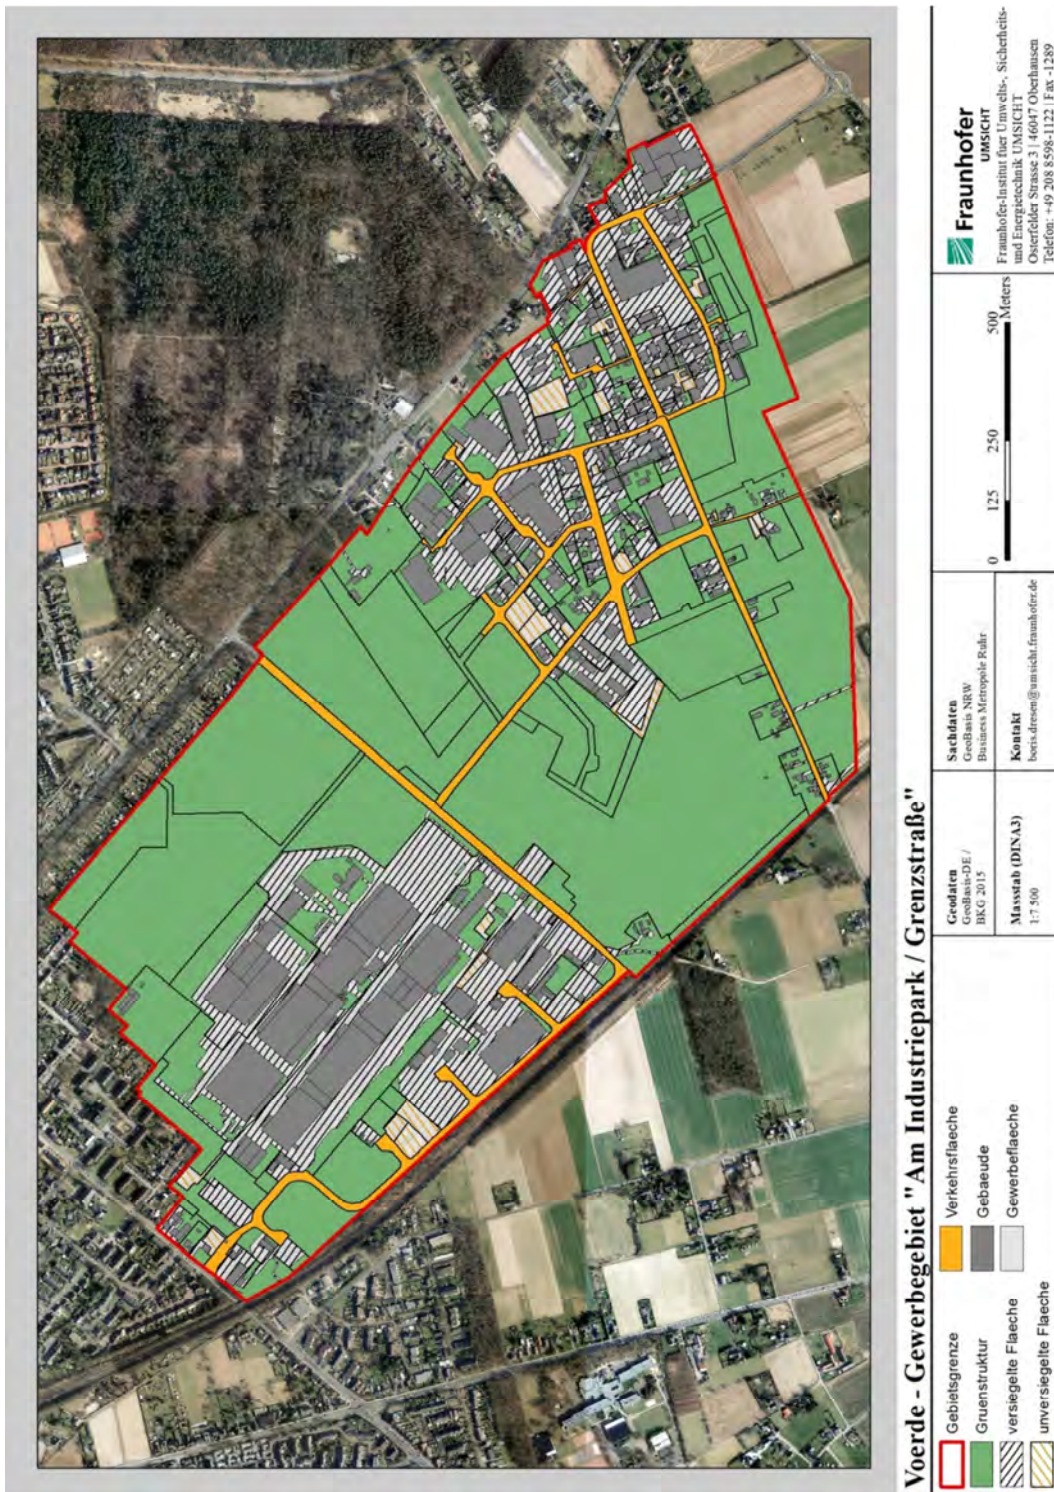 Voerde - Gewerbegebiet "Am Industriepark / Grenzstraße"
Gebietsgrenze
Gruenstruktur
versiegelte Flaeche
unversiegelte Flaeche
Verkehrsflaeche
Gebaeude
Gewerbeflaeche
Geodaten
GeoBasis-DE /
BKG 2015
Massstab (DINA3)
1:7 500
Sachdaten
GeoBasis NRW
Business Metropole Ruhr
Kontakt
boris.dresen@umsicht.fraunhofer.de
0 125 250 500
Meters
Fraunhofer
UMSICHT
Fraunhofer-Institut fuer Umwelts-, Sicherheits-
und Energietechnik UMSICHT
Osterfelder Strasse 3 | 46047 Oberhausen
Telefon: +49 208 8598-1122 | Fax -1289